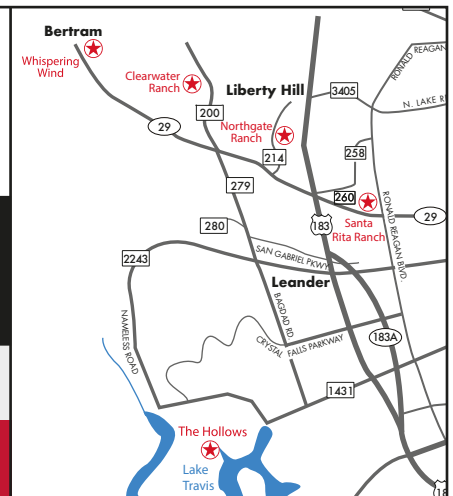 Bertram
RONALD REAGAN
Whispering
Wind
Clearwater
Ranch
Liberty Hill
3405
N. LAKE
200
29
Northgate
Ranch
214
258
279
260
Santa
Rita Ranch
29
280
183
RONALD REAGAN BLVD.
SAN GABRIEL PKWY
2243
Leander
BAGDAD RD
NAMELESS ROAD
CRYSTAL FALLS PARKWAY
183A
1431
The Hollows
Lake
Travis
18